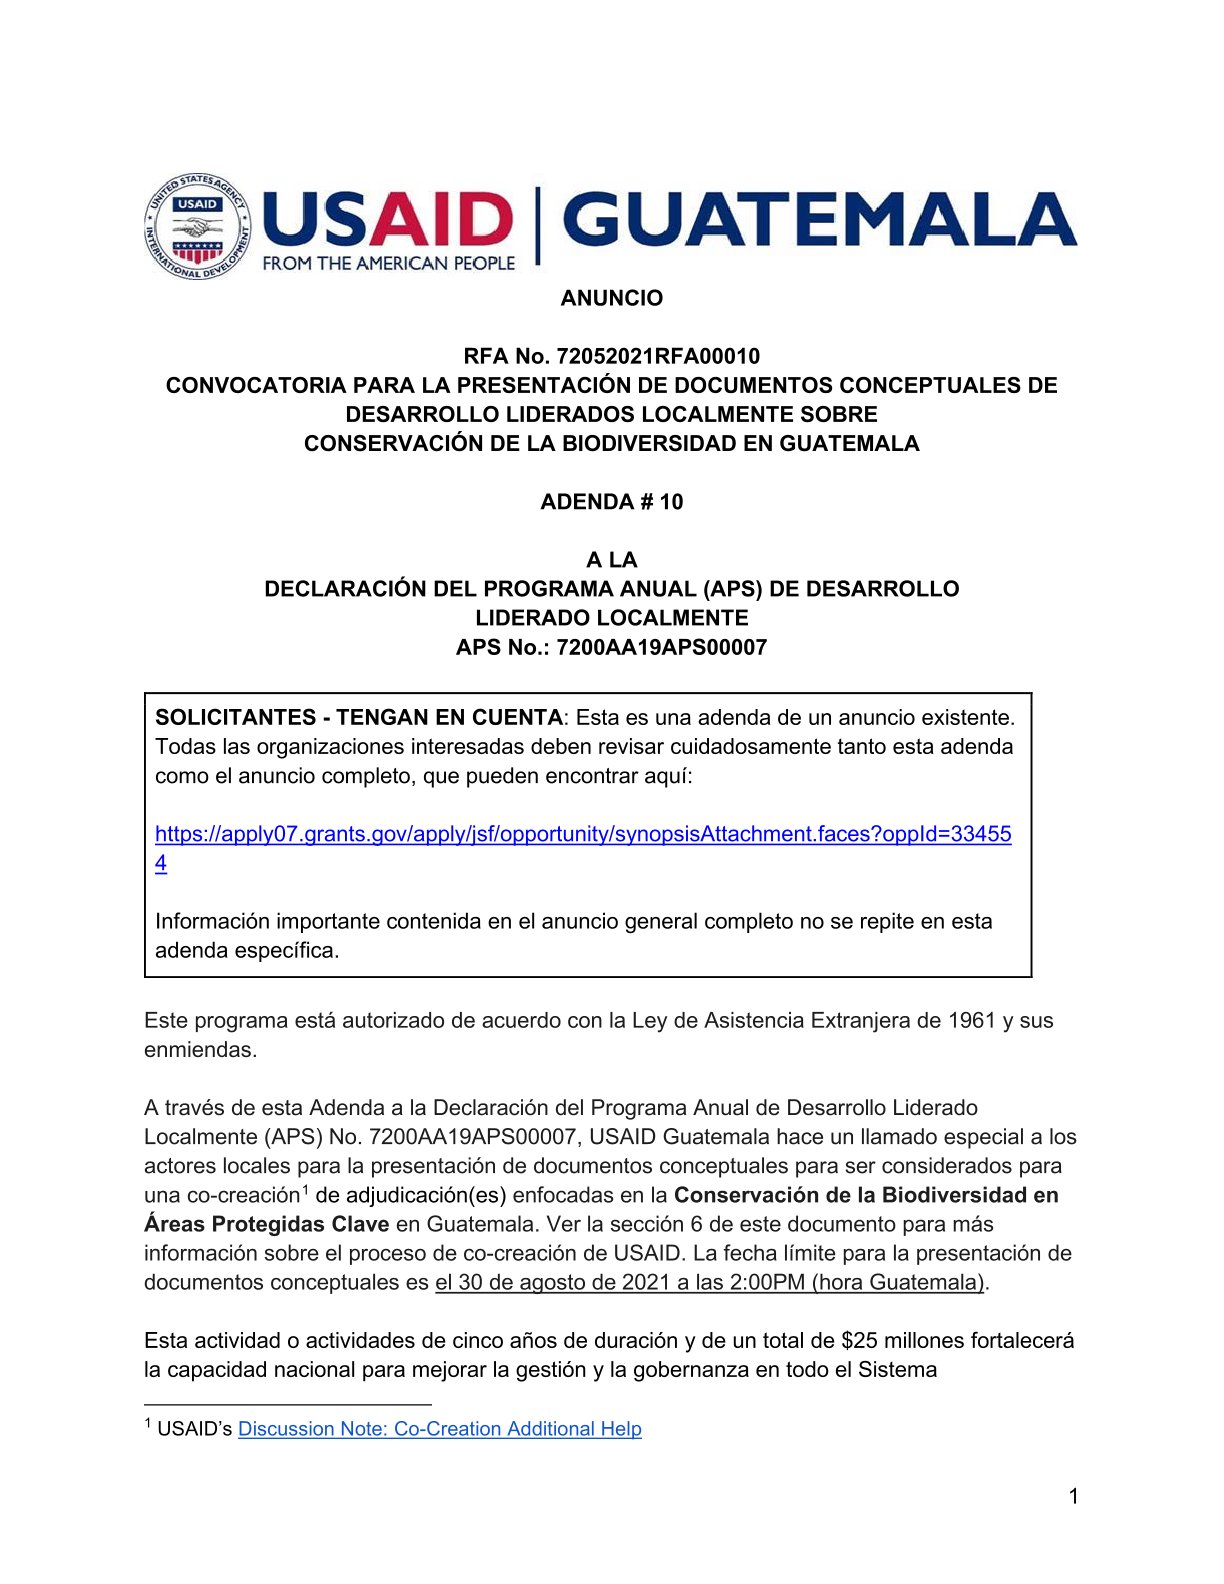 UNITED STATES AGENCY
USAID
INTERNATIONAL DEVELOPMENT
USAID | GUATEMALA
FROM THE AMERICAN PEOPLE
ANUNCIO
RFA No. 72052021RFA00010
CONVOCATORIA PARA LA PRESENTACIÓN DE DOCUMENTOS CONCEPTUALES DE
DESARROLLO LIDERADOS LOCALMENTE SOBRE
CONSERVACIÓN DE LA BIODIVERSIDAD EN GUATEMALA
ADENDA # 10
A LA
DECLARACIÓN DEL PROGRAMA ANUAL (APS) DE DESARROLLO
LIDERADO LOCALMENTE
APS No.: 7200AA19APS00007
SOLICITANTES - TENGAN EN CUENTA: Esta es una adenda de un anuncio existente.
Todas las organizaciones interesadas deben revisar cuidadosamente tanto esta adenda
como el anuncio completo, que pueden encontrar aquí:
https://apply07.grants.gov/apply/jsf/opportunity/synopsisAttachment.faces?oppId=33455
4
Información importante contenida en el anuncio general completo no se repite en esta
adenda específica.
Este programa está autorizado de acuerdo con la Ley de Asistencia Extranjera de 1961 y sus
enmiendas.
A través de esta Adenda a la Declaración del Programa Anual de Desarrollo Liderado
Localmente (APS) No. 7200AA19APS00007, USAID Guatemala hace un llamado especial a los
actores locales para la presentación de documentos conceptuales para ser considerados para
una co-creación1 de adjudicación(es) enfocadas en la Conservación de la Biodiversidad en
Áreas Protegidas Clave en Guatemala. Ver la sección 6 de este documento para más
información sobre el proceso de co-creación de USAID. La fecha límite para la presentación de
documentos conceptuales es el 30 de agosto de 2021 a las 2:00PM (hora Guatemala).
Esta actividad o actividades de cinco años de duración y de un total de $25 millones fortalecerá
la capacidad nacional para mejorar la gestión y la gobernanza en todo el Sistema
1 USAID’s Discussion Note: Co-Creation Additional Help
1